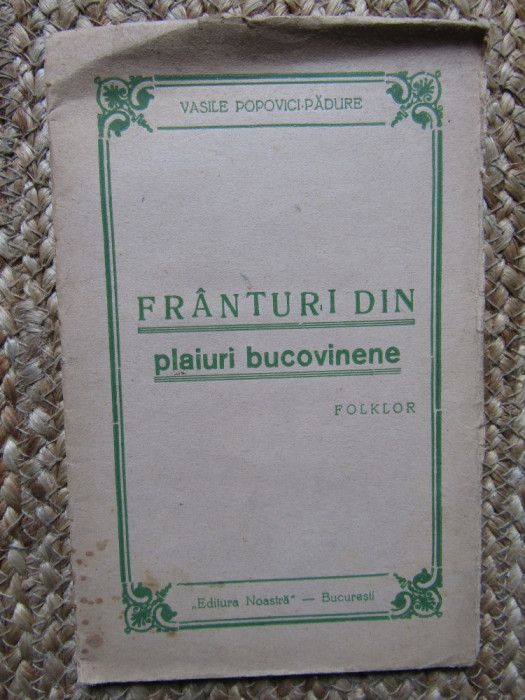 VASILE POPOVICI-PĂDURE
FRÂNTURI DIN
plaiuri bucovinene
FOLKLOR
„Editura Noastră" — București